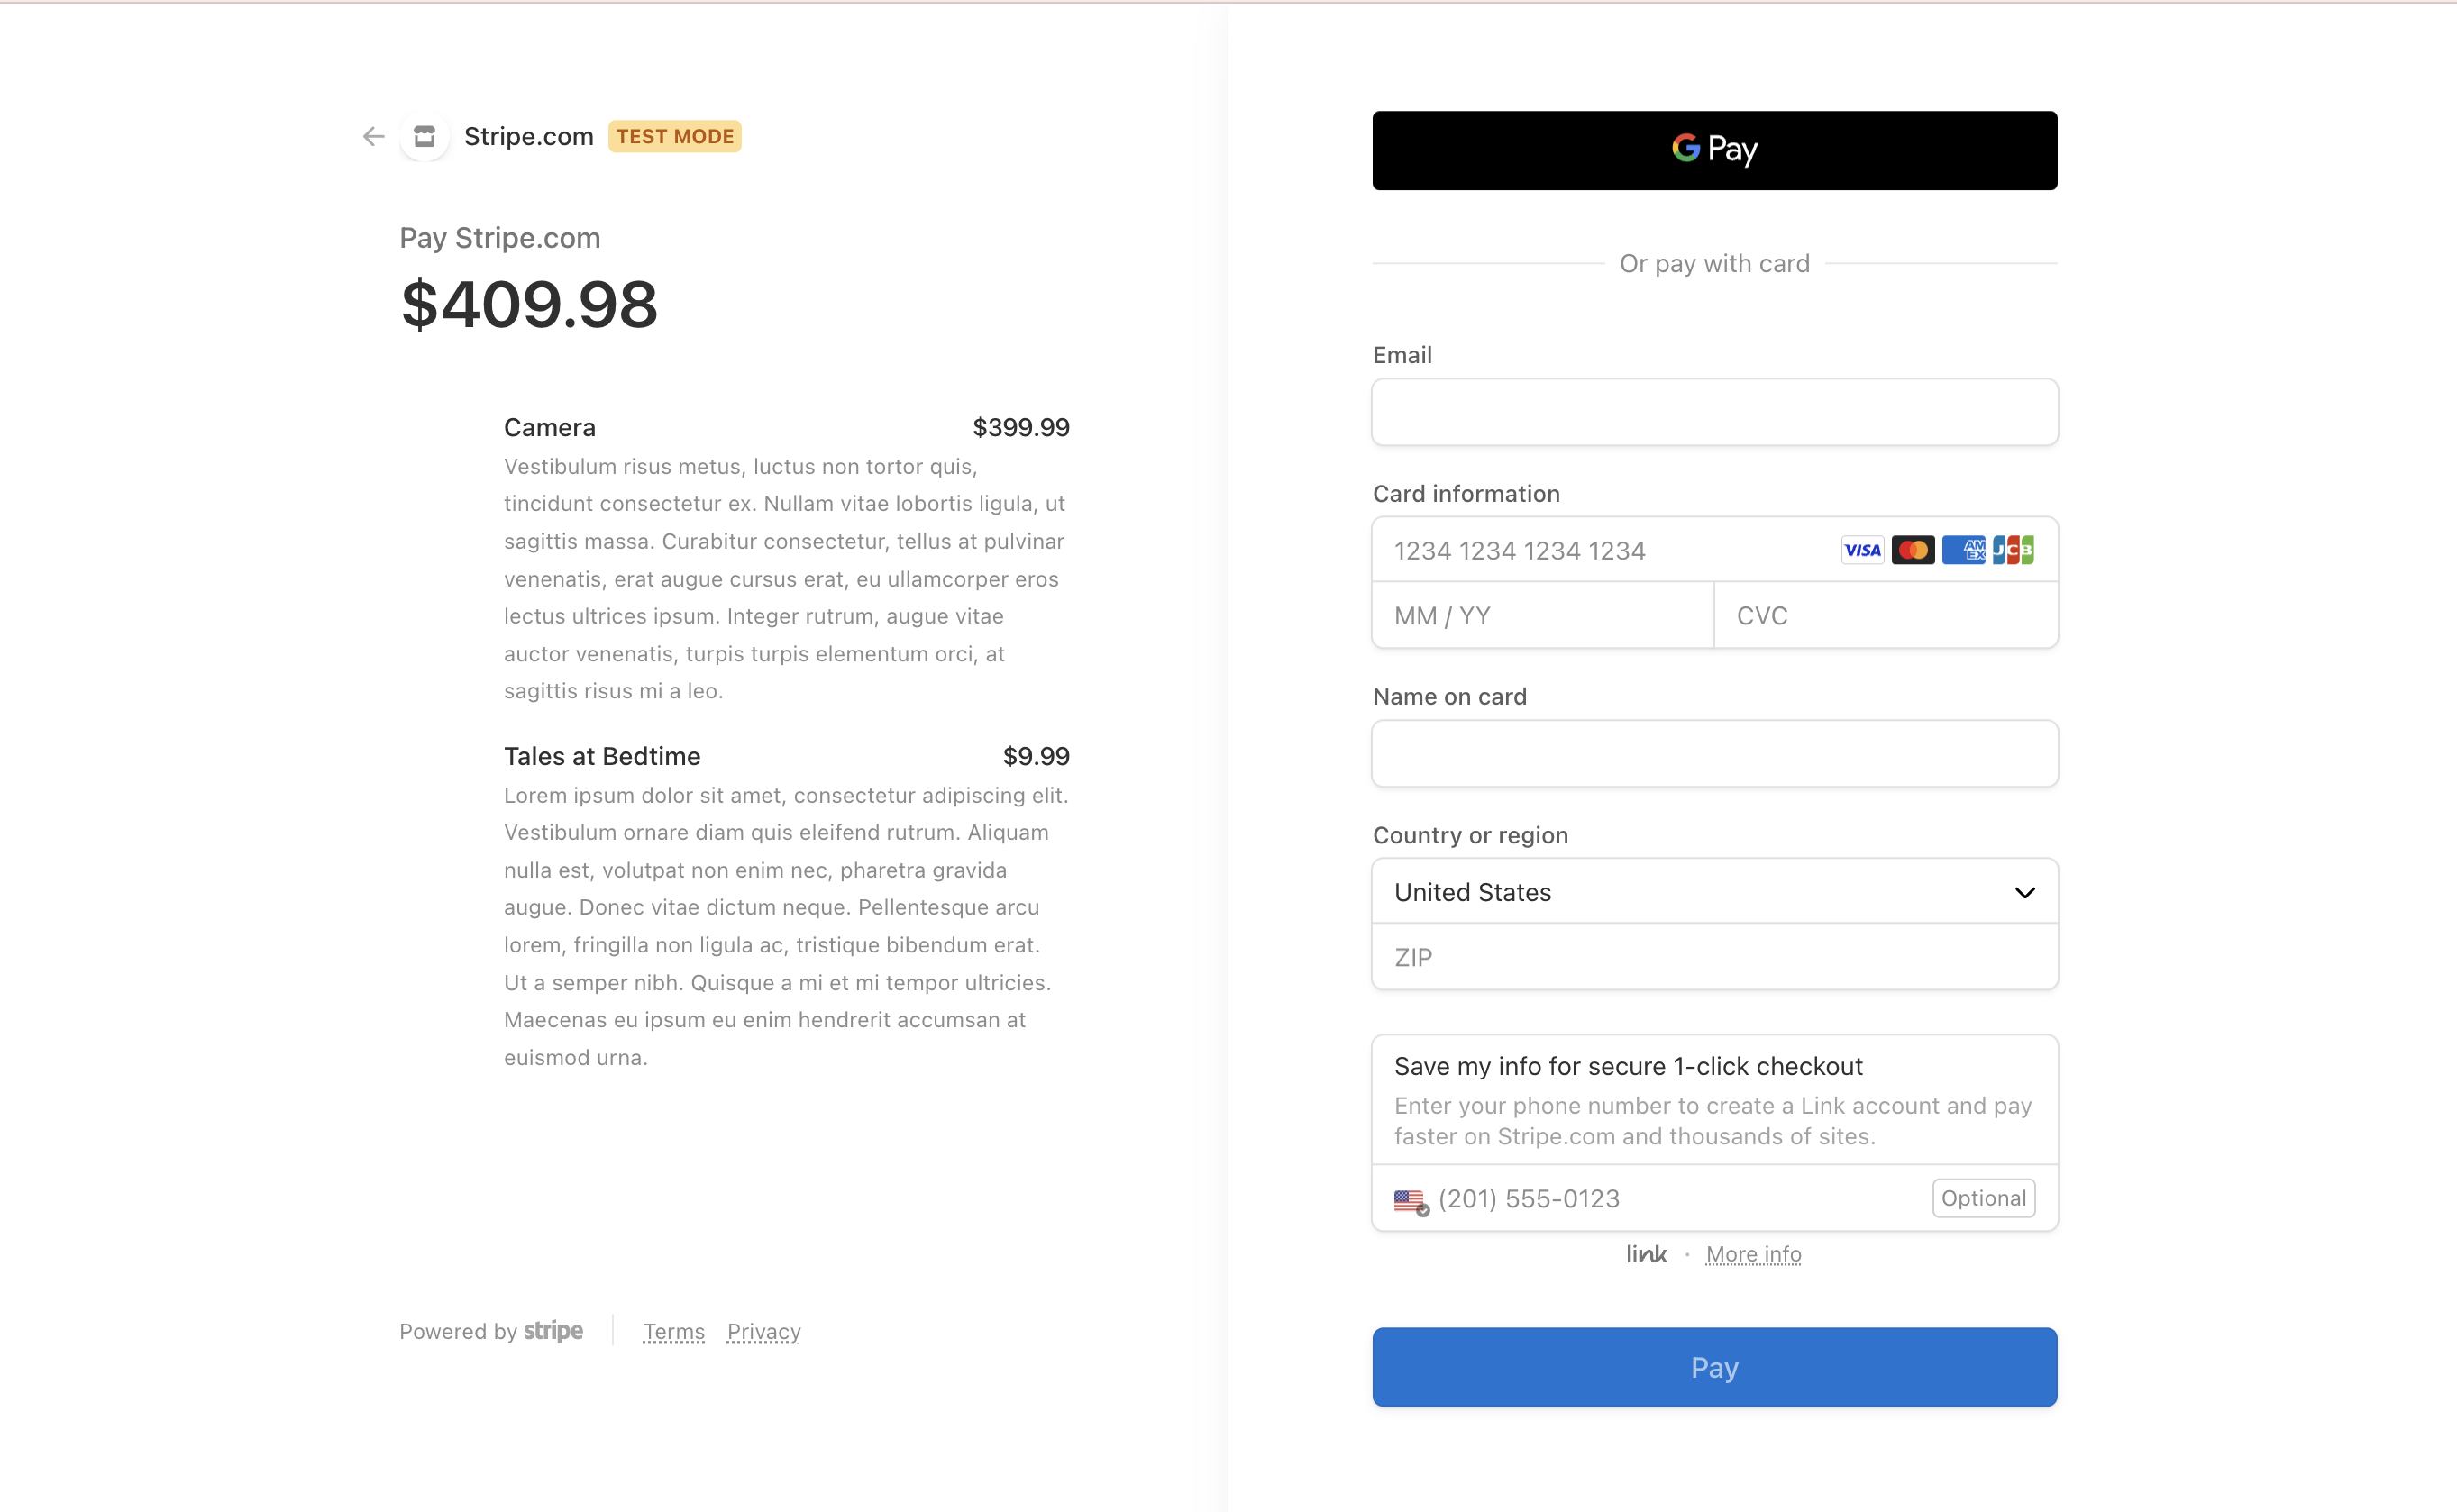 Stripe.com TEST MODE
Pay Stripe.com
$409.98
Camera $399.99
Vestibulum risus metus, luctus non tortor quis,
tincidunt consectetur ex. Nullam vitae lobortis ligula, ut
sagittis massa. Curabitur consectetur, tellus at pulvinar
venenatis, erat augue cursus erat, eu ullamcorper eros
lectus ultrices ipsum. Integer rutrum, augue vitae
auctor venenatis, turpis turpis elementum orci, at
sagittis risus mi a leo.
Tales at Bedtime $9.99
Lorem ipsum dolor sit amet, consectetur adipiscing elit.
Vestibulum ornare diam quis eleifend rutrum. Aliquam
nulla est, volutpat non enim nec, pharetra gravida
augue. Donec vitae dictum neque. Pellentesque arcu
lorem, fringilla non ligula ac, tristique bibendum erat.
Ut a semper nibh. Quisque a mi et mi tempor ultricies.
Maecenas eu ipsum eu enim hendrerit accumsan at
euismod urna.
Powered by stripe Terms Privacy
G Pay
Or pay with card
Email
Card information
1234 1234 1234 1234 VISA AM EX JCB
MM / YY CVC
Name on card
Country or region
United States
ZIP
Save my info for secure 1-click checkout
Enter your phone number to create a Link account and pay
faster on Stripe.com and thousands of sites.
(201) 555-0123 Optional
link · More info
Pay